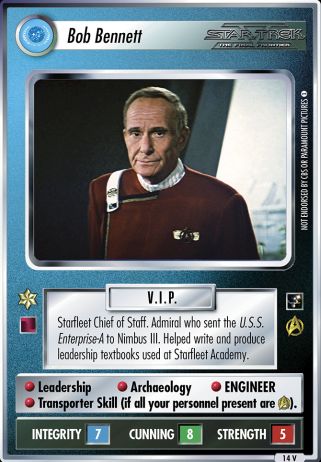 Bob Bennett
STAR TREK
THE FINAL FRONTIER
NOT ENDORSED BY CBS OR PARAMOUNT PICTURES
V.I.P.
Starfleet Chief of Staff. Admiral who sent the U.S.S.
Enterprise-A to Nimbus III. Helped write and produce
leadership textbooks used at Starfleet Academy.
Leadership Archaeology ENGINEER
Transporter Skill (if all your personnel present are ).
INTEGRITY 7 CUNNING 8 STRENGTH 5
14 V